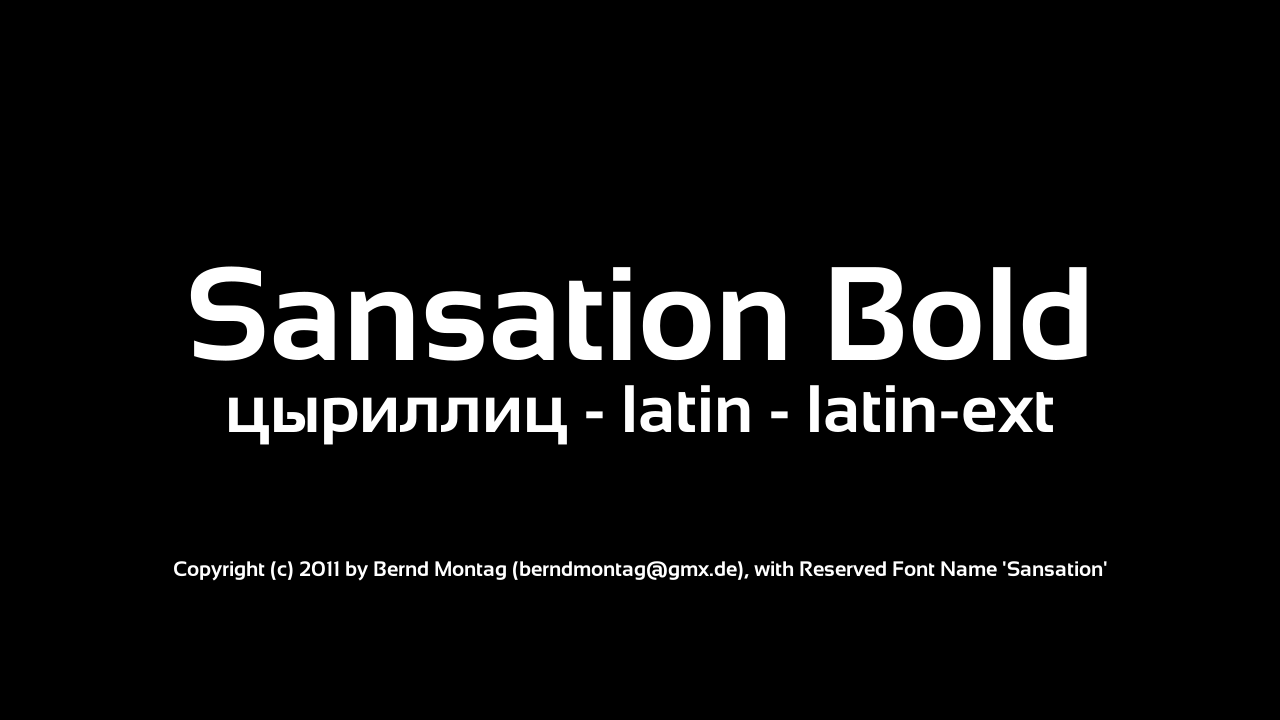 Sansation Bold
цыриллиц - latin - latin-ext
Copyright (c) 2011 by Bernd Montag (berndmontag@gmx.de), with Reserved Font Name 'Sansation'